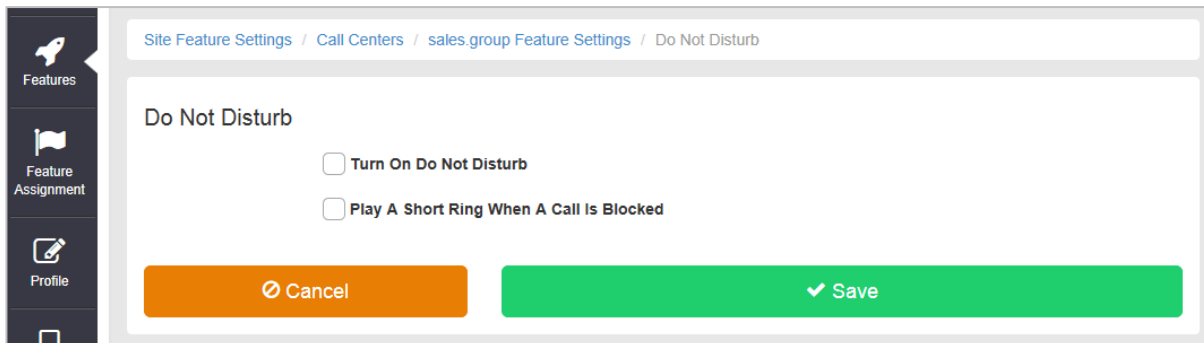 Features
Feature
Assignment
Profile
Site Feature Settings / Call Centers / sales.group Feature Settings / Do Not Disturb
Do Not Disturb
Turn On Do Not Disturb
Play A Short Ring When A Call Is Blocked
Cancel
Save